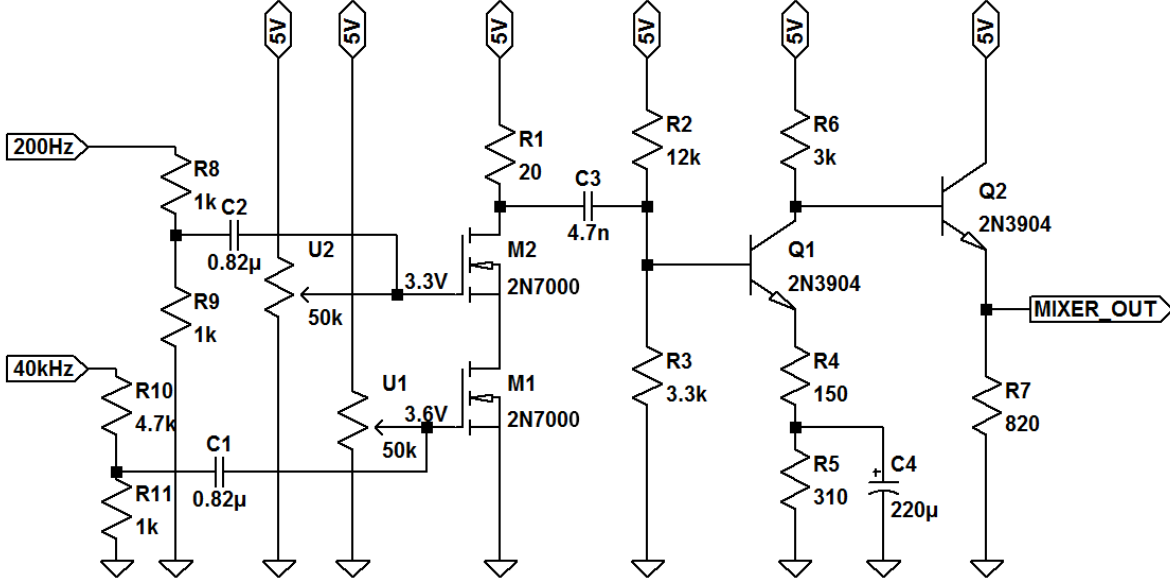 5V
5V
5V
5V
5V
5V
200Hz
R8
1k
C2
0.82µ
U2
50k
3.3V
R1
20
C3
4.7n
R2
12k
R6
3k
M2
2N7000
Q1
2N3904
Q2
2N3904
R9
1k
40kHz
R10
4.7k
U1
50k
3.6V
M1
2N7000
R3
3.3k
R4
150
MIXER_OUT
R7
820
C1
0.82µ
R11
1k
R5
310
C4
220µ